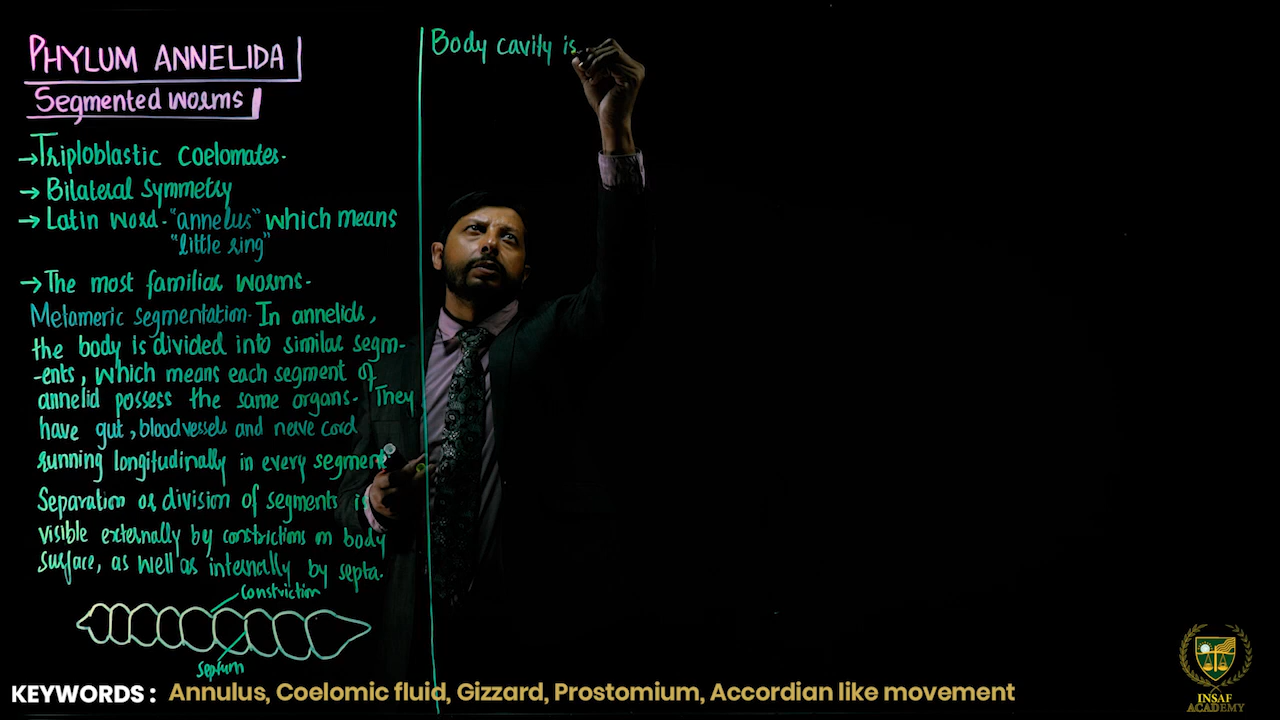 PHYLUM ANNELIDA
Segmented worms
→Triploblastic coelomates.
→ Bilateral symmetry
→ Latin word - "annelus" which means
"little ring"
→ The most familiar worms.
Metameric segmentation. In annelids,
the body is divided into similar segm-
-ents, which means each segment of
annelid possess the same organs. They
have gut, blood vessels and nerve cord
running longitudinally in every segment
Separation or division of segments is
visible externally by constrictions on body
surface, as well as internally by septa.
constriction
septum
Body cavity is
KEYWORDS : Annulus, Coelomic fluid, Gizzard, Prostomium, Accordian like movement
INSAF
ACADEMY